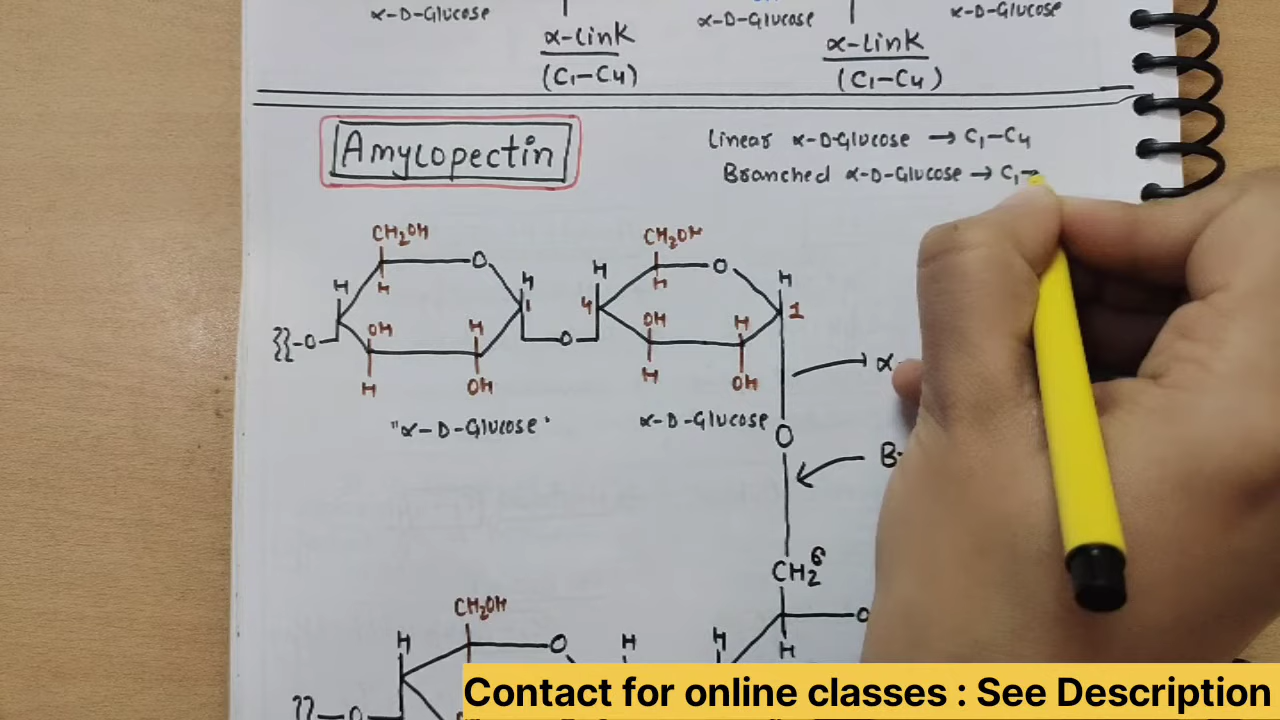 α-D-Glucose
α-D-Glucose
α-D-Glucose
α-Link
(C₁-C₄)
α-Link
(C₁-C₄)
Amylopectin
Linear α-D-Glucose → C₁-C₄
Branched α-D-Glucose → C₁-
CH₂OH
O
H
H
H
1
OH
H
H
OH
{{-O-
O
"α-D-Glucose"
CH₂OH
O
H
H
H
4
1
OH
H
H
OH
α-D-Glucose
α
O
B
CH₂
6
O
H
H
CH₂OH
O
H
H
{{-O
Contact for online classes : See Description